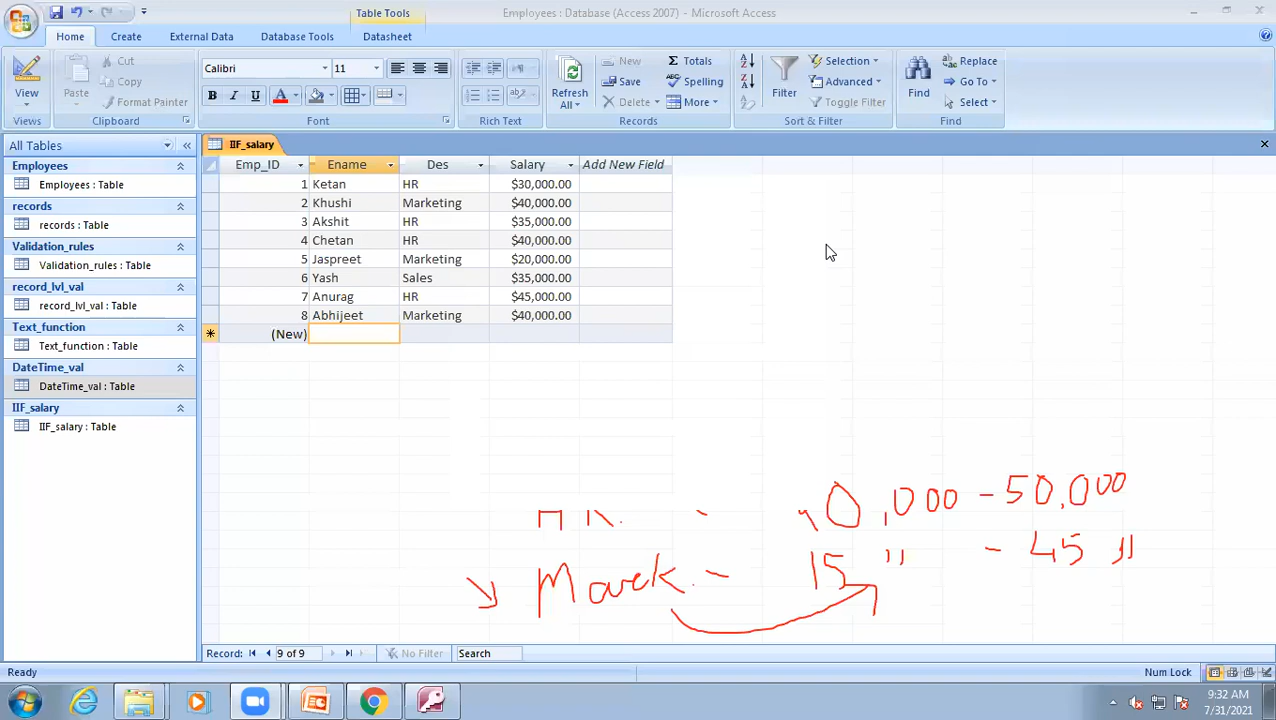 Table Tools
Employees : Database (Access 2007) - Microsoft Access
Home Create External Data Database Tools Datasheet
View
Views
Paste
Cut
Copy
Format Painter
Clipboard
Calibri 11
B I U A
Font
Rich Text
Refresh All
New
Save
Delete
Totals
Spelling
More
Records
Filter
Selection
Advanced
Toggle Filter
Sort & Filter
Find
Replace
Go To
Select
Find
All Tables
Employees
Employees : Table
records
records : Table
Validation_rules
Validation_rules : Table
record_lvl_val
record_lvl_val : Table
Text_function
Text_function : Table
DateTime_val
DateTime_val : Table
IIF_salary
IIF_salary : Table
IIF_salary
Emp_ID Ename Des Salary Add New Field
1 Ketan HR $30,000.00
2 Khushi Marketing $40,000.00
3 Akshit HR $35,000.00
4 Chetan HR $40,000.00
5 Jaspreet Marketing $20,000.00
6 Yash Sales $35,000.00
7 Anurag HR $45,000.00
8 Abhijeet Marketing $40,000.00
(New)
0,000 - 50,000
Mark. - 15 " - 45 "
Record: 9 of 9 No Filter Search
Ready
Num Lock
9:32 AM
7/31/2021